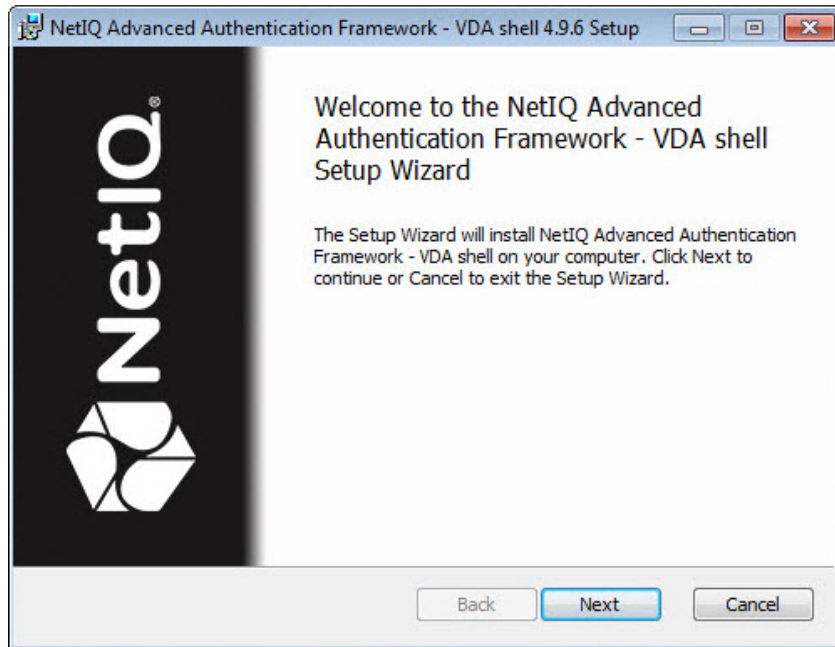 NetIQ Advanced Authentication Framework - VDA shell 4.9.6 Setup
NetIQ®
Welcome to the NetIQ Advanced
Authentication Framework - VDA shell
Setup Wizard
The Setup Wizard will install NetIQ Advanced Authentication
Framework - VDA shell on your computer. Click Next to
continue or Cancel to exit the Setup Wizard.
Back
Next
Cancel